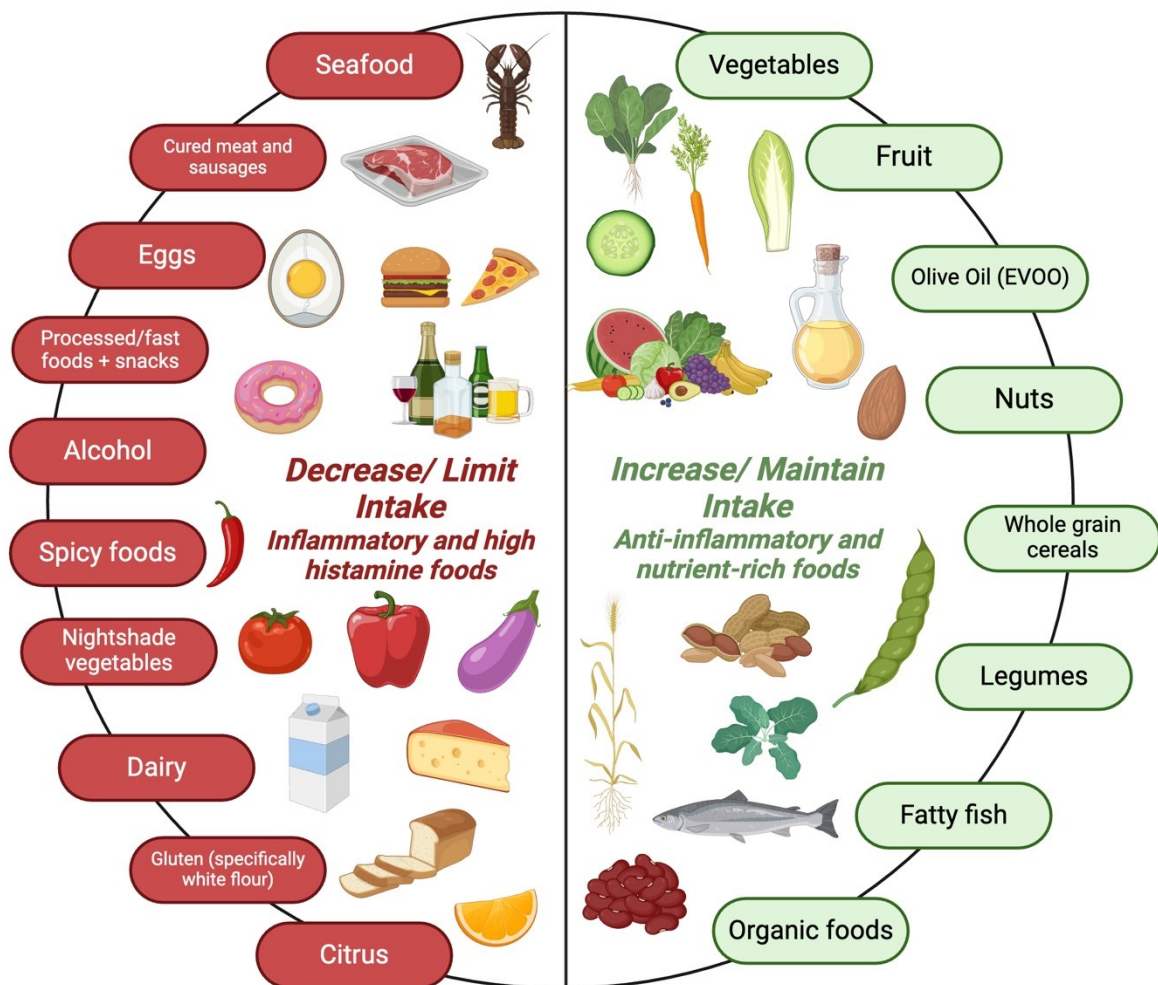 Seafood
Cured meat and
sausages
Eggs
Processed/fast
foods + snacks
Alcohol
Spicy foods
Nightshade
vegetables
Dairy
Gluten (specifically
white flour)
Citrus
Decrease/ Limit
Intake
Inflammatory and high
histamine foods
Increase/ Maintain
Intake
Anti-inflammatory and
nutrient-rich foods
Vegetables
Fruit
Olive Oil (EVOO)
Nuts
Whole grain
cereals
Legumes
Fatty fish
Organic foods